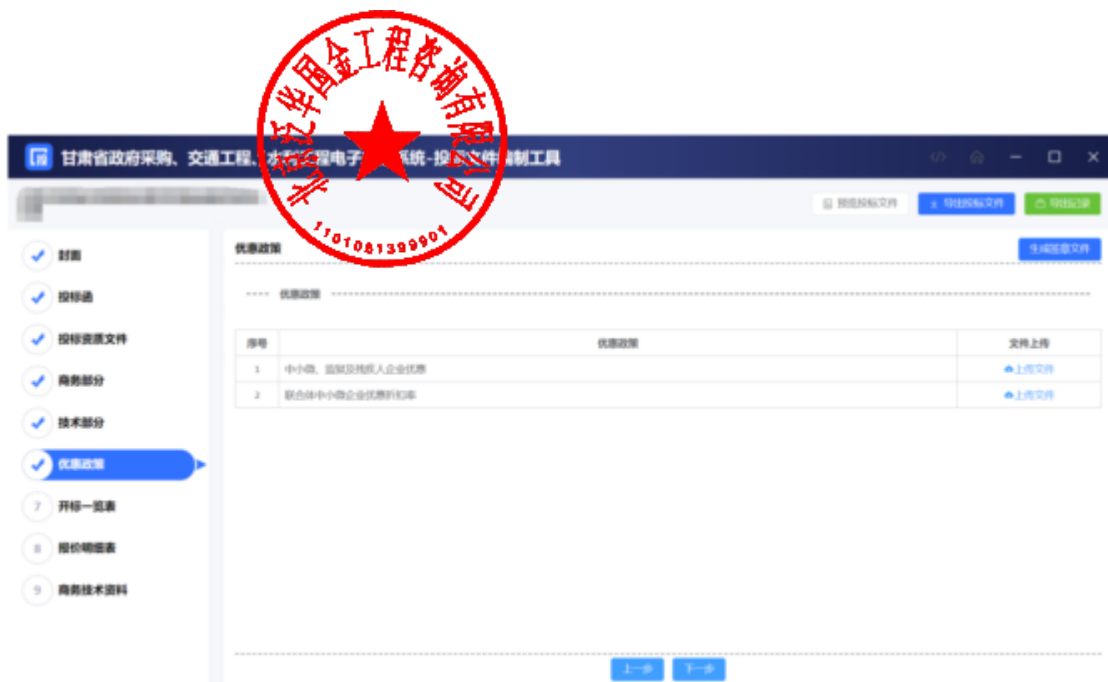 北京泛华国金工程咨询有限公司
1101081399901
甘肃省政府采购、交通工程、水利工程电子 系统-投 文件编制工具
预览投标文件
导出投标文件
导出记录
封面
投标函
投标资质文件
商务部分
技术部分
优惠政策
7 开标一览表
8 报价明细表
9 商务技术资料
优惠政策
生成签章文件
优惠政策
序号 优惠政策 文件上传
1 中小微、监狱及残疾人企业优惠 上传文件
2 联合体中小微企业优惠折扣率 上传文件
上一步 下一步